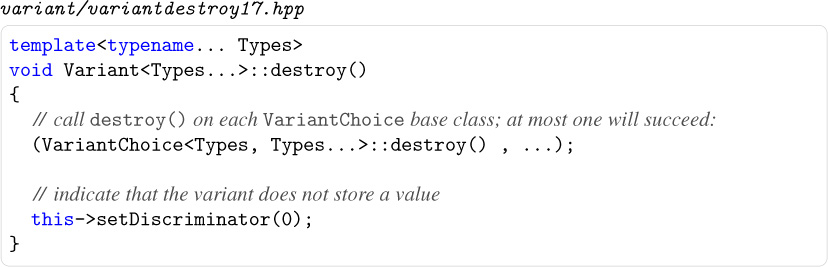 variant/variantdestroy17.hpp
template<typename... Types>
void Variant<Types...>::destroy()
{
// call destroy() on each VariantChoice base class; at most one will succeed:
(VariantChoice<Types, Types...>::destroy() , ...);
// indicate that the variant does not store a value
this->setDiscriminator(0);
}